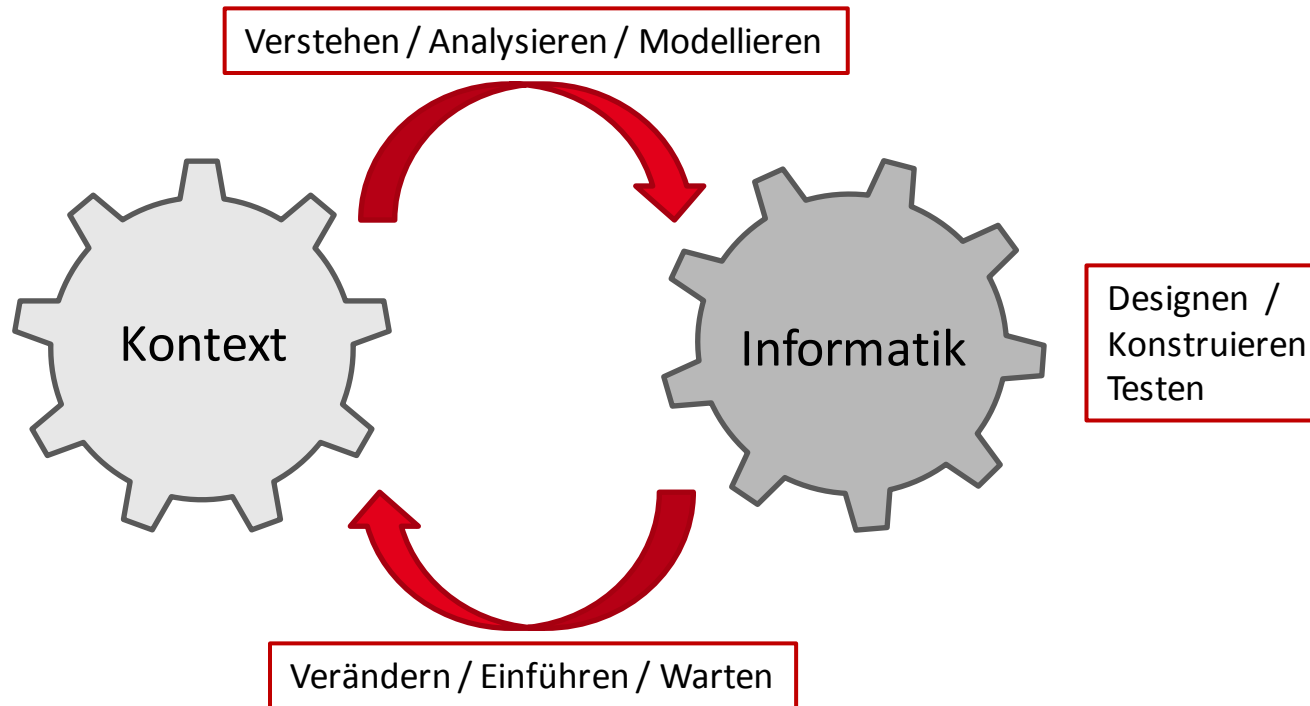 Verstehen / Analysieren / Modellieren
Kontext
Informatik
Designen /
Konstruieren
Testen
Verändern / Einführen / Warten